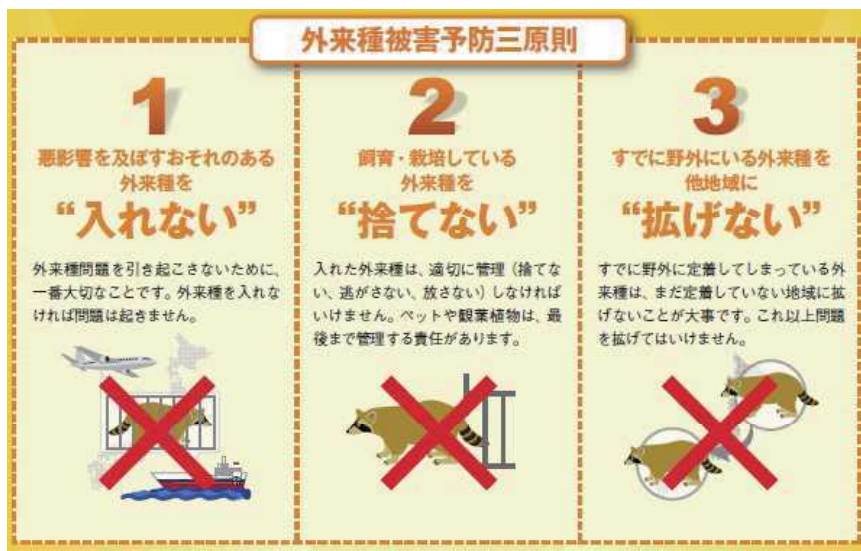 外来種被害予防三原則
1
悪影響を及ぼすおそれのある
外来種を
“入れない”
外来種問題を引き起こさないために、
一番大切なことです。外来種を入れな
ければ問題は起きません。
2
飼育・栽培している
外来種を
“捨てない”
入れた外来種は、適切に管理（捨てな
い、逃がさない、放さない）しなければ
いけません。ペットや観葉植物は、最
後まで管理する責任があります。
3
すでに野外にいる外来種を
他地域に
“拡げない”
すでに野外に定着してしまっている外
来種は、まだ定着していない地域に拡
げないことが大事です。これ以上問題
を拡げてはいけません。